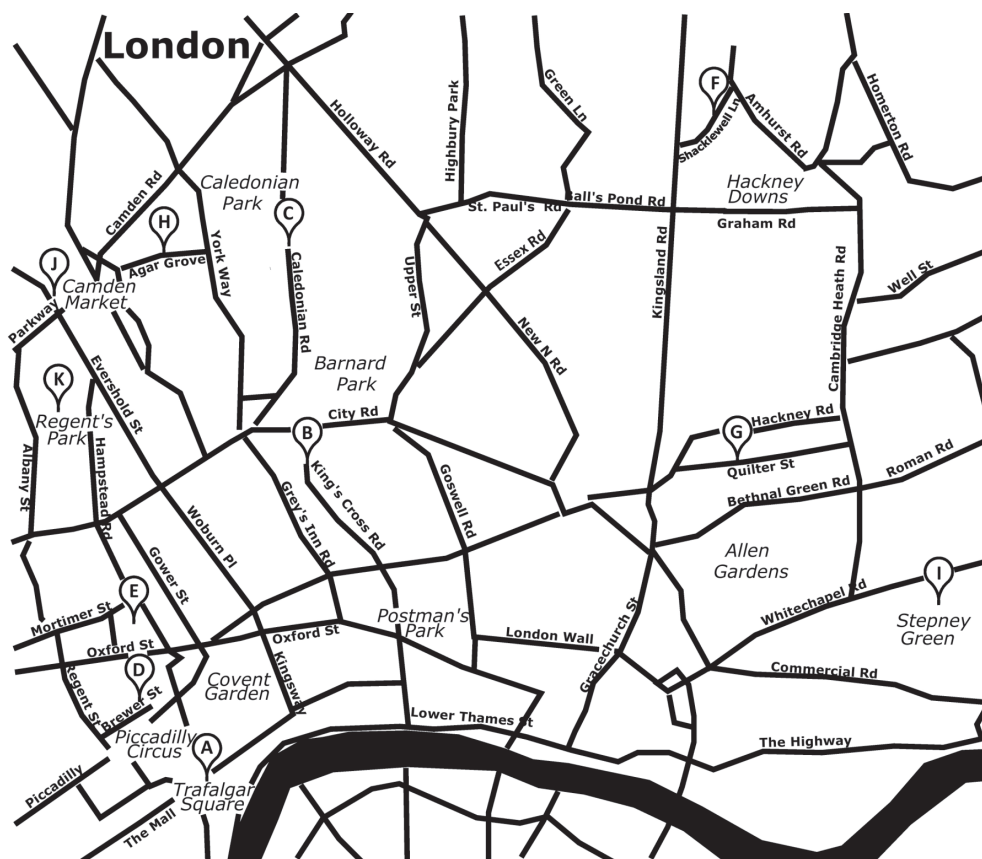 London
Highbury Park
Green Ln
F
Shacklewell Ln
Amhurst Rd
Homerton Rd
Holloway Rd
Camden Rd
Caledonian
Park
H
C
St. Paul's Rd
Ball's Pond Rd
Hackney
Downs
Graham Rd
Agar Grove
York Way
Caledonian Rd
Upper St
Essex Rd
Kingsland Rd
Well St
J
Camden
Market
Parkway
Cambridge Heath Rd
New N Rd
Evershold St
Barnard
Park
K
Regent's
Park
City Rd
B
Hackney Rd
G
Quilter St
Roman Rd
Bethnal Green Rd
Albany St
Hampstead Rd
Grey's Inn Rd
King's Cross Rd
Goswell Rd
Woburn Pl
Gower St
Allen
Gardens
I
Whitechapel Rd
Stepney
Green
E
Mortimer St
Oxford St
Oxford St
Postman's
Park
London Wall
Gracechurch St
Commercial Rd
D
Regent St
Brewer St
Covent
Garden
Kingsway
Lower Thames St
The Highway
Piccadilly
Circus
A
Piccadilly
Trafalgar
Square
The Mall